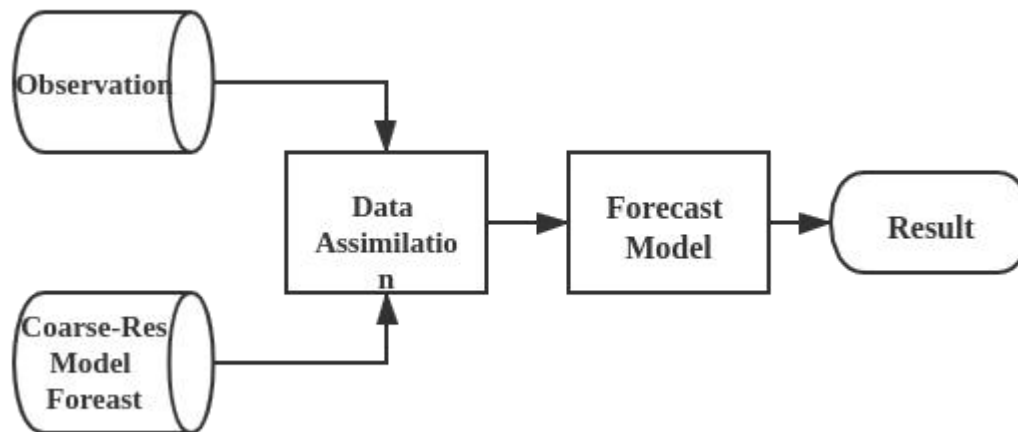 Observation
Data
Assimilatio
n
Forecast
Model
Result
Coarse-Res
Model
Foreast